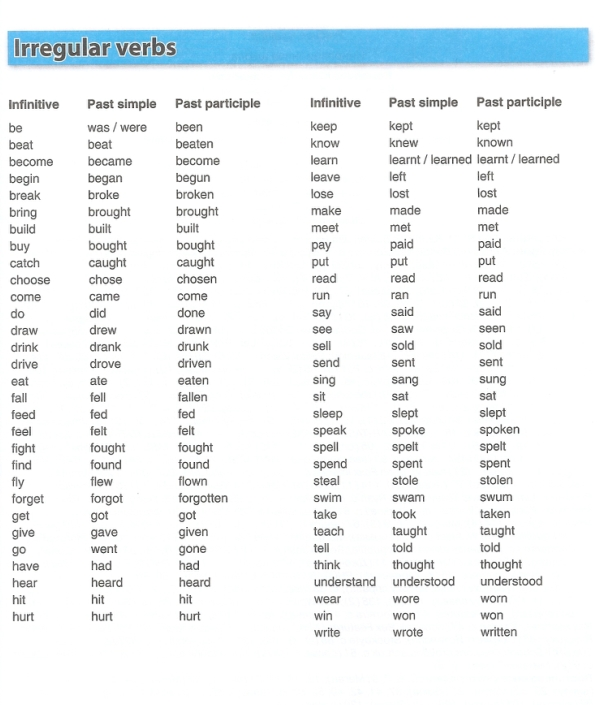 Irregular verbs
Infinitive Past simple Past participle
be was / were been
beat beat beaten
become became become
begin began begun
break broke broken
bring brought brought
build built built
buy bought bought
catch caught caught
choose chose chosen
come came come
do did done
draw drew drawn
drink drank drunk
drive drove driven
eat ate eaten
fall fell fallen
feed fed fed
feel felt felt
fight fought fought
find found found
fly flew flown
forget forgot forgotten
get got got
give gave given
go went gone
have had had
hear heard heard
hit hit hit
hurt hurt hurt
Infinitive Past simple Past participle
keep kept kept
know knew known
learn learnt / learned learnt / learned
leave left left
lose lost lost
make made made
meet met met
pay paid paid
put put put
read read read
run ran run
say said said
see saw seen
sell sold sold
send sent sent
sing sang sung
sit sat sat
sleep slept slept
speak spoke spoken
spell spelt spelt
spend spent spent
steal stole stolen
swim swam swum
take took taken
teach taught taught
tell told told
think thought thought
understand understood understood
wear wore worn
win won won
write wrote written